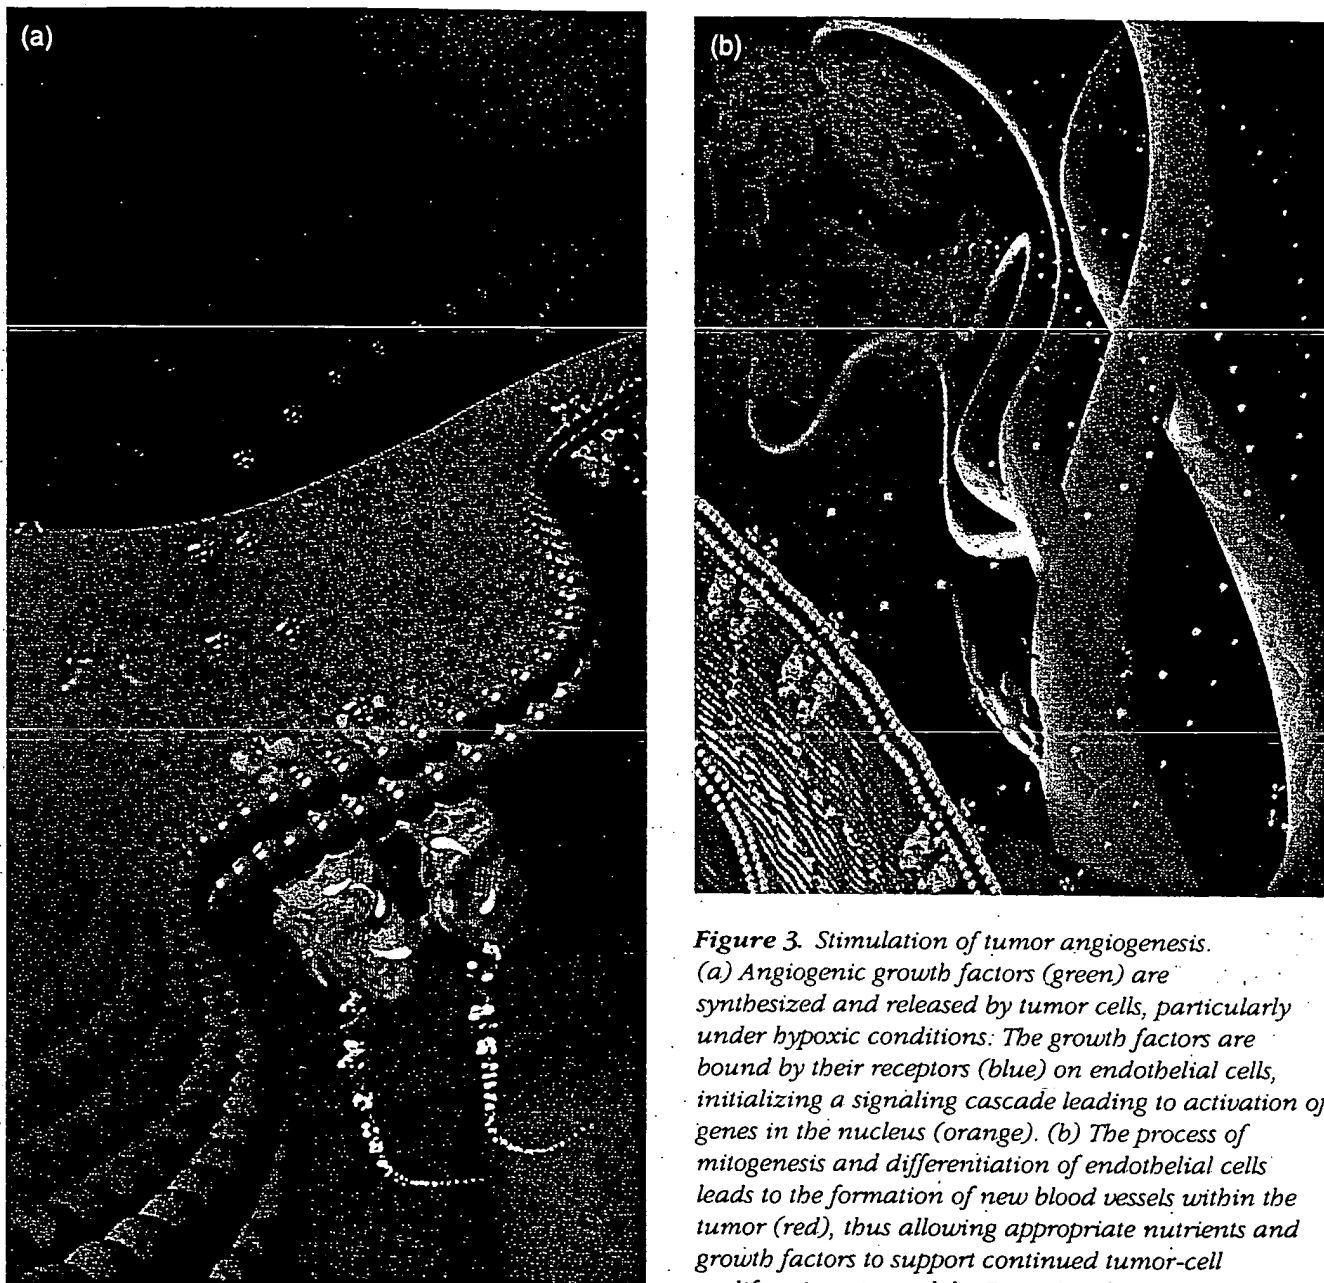 (a)
(b)
Figure 3. Stimulation of tumor angiogenesis.
(a) Angiogenic growth factors (green) are
synthesized and released by tumor cells, particularly
under hypoxic conditions. The growth factors are
bound by their receptors (blue) on endothelial cells,
initializing a signaling cascade leading to activation of
genes in the nucleus (orange). (b) The process of
mitogenesis and differentiation of endothelial cells
leads to the formation of new blood vessels within the
tumor (red), thus allowing appropriate nutrients and
growth factors to support continued tumor-cell